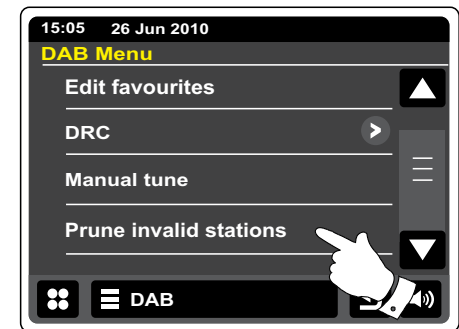 15:05 26 Jun 2010
DAB Menu
Edit favourites
DRC
Manual tune
Prune invalid stations
DAB